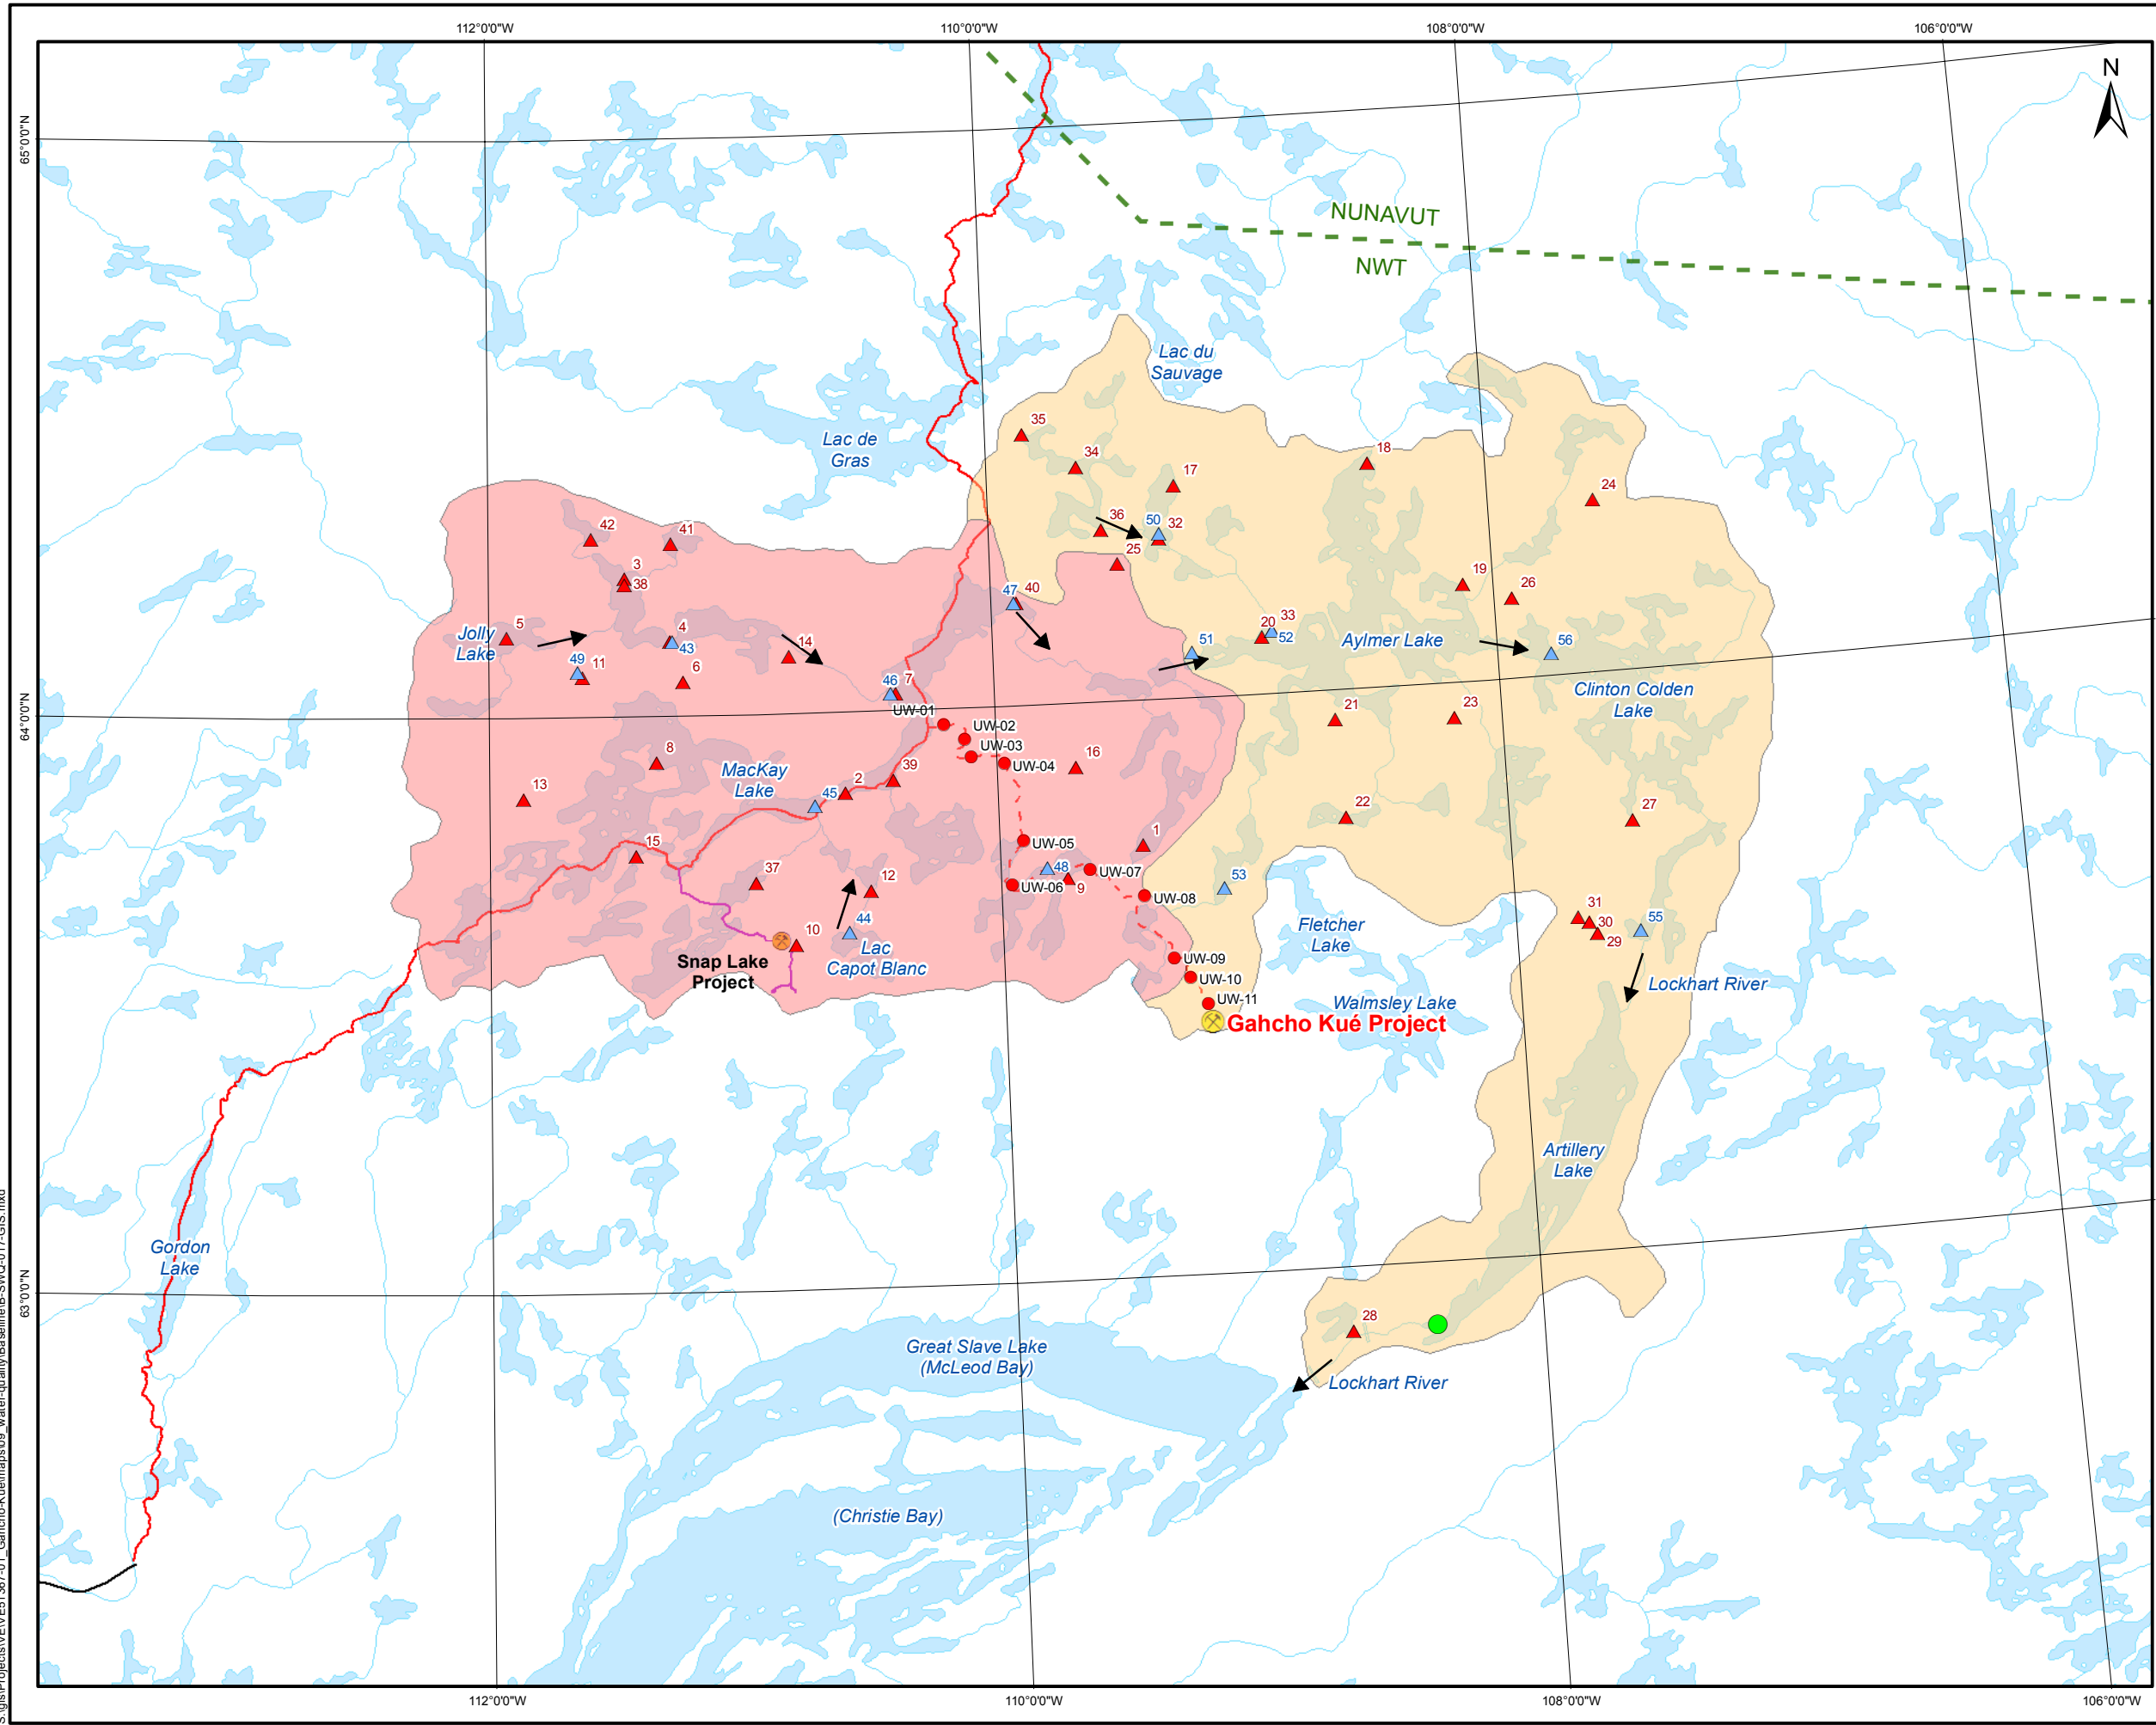 112°0'0"W 110°0'0"W 108°0'0"W 106°0'0"W
N
65°0'0"N
NUNAVUT
NWT
Lac du
Sauvage
Lac de
Gras
35
34
18
17
24
42
41
36
50
32
25
3
38
19
26
47
40
5
Jolly
Lake
4
43
14
33
20
52
51
Aylmer Lake
56
49
11
6
46
7
Clinton Colden
Lake
64°0'0"N
UW-01
UW-02
21
23
UW-03
8
UW-04
16
MacKay
Lake
39
2
45
13
22
27
15
UW-05
1
37
12
48
UW-07
UW-06
9
53
UW-08
44
31
30
29
55
10
Fletcher
Lake
Lac
Capot Blanc
Snap Lake
Project
UW-09
UW-10
Lockhart River
UW-11
Walmsley Lake
Gahcho Kué Project
Artillery
Lake
Gordon
Lake
63°0'0"N
28
Great Slave Lake
(McLeod Bay)
Lockhart River
(Christie Bay)
112°0'0"W 110°0'0"W 108°0'0"W 106°0'0"W